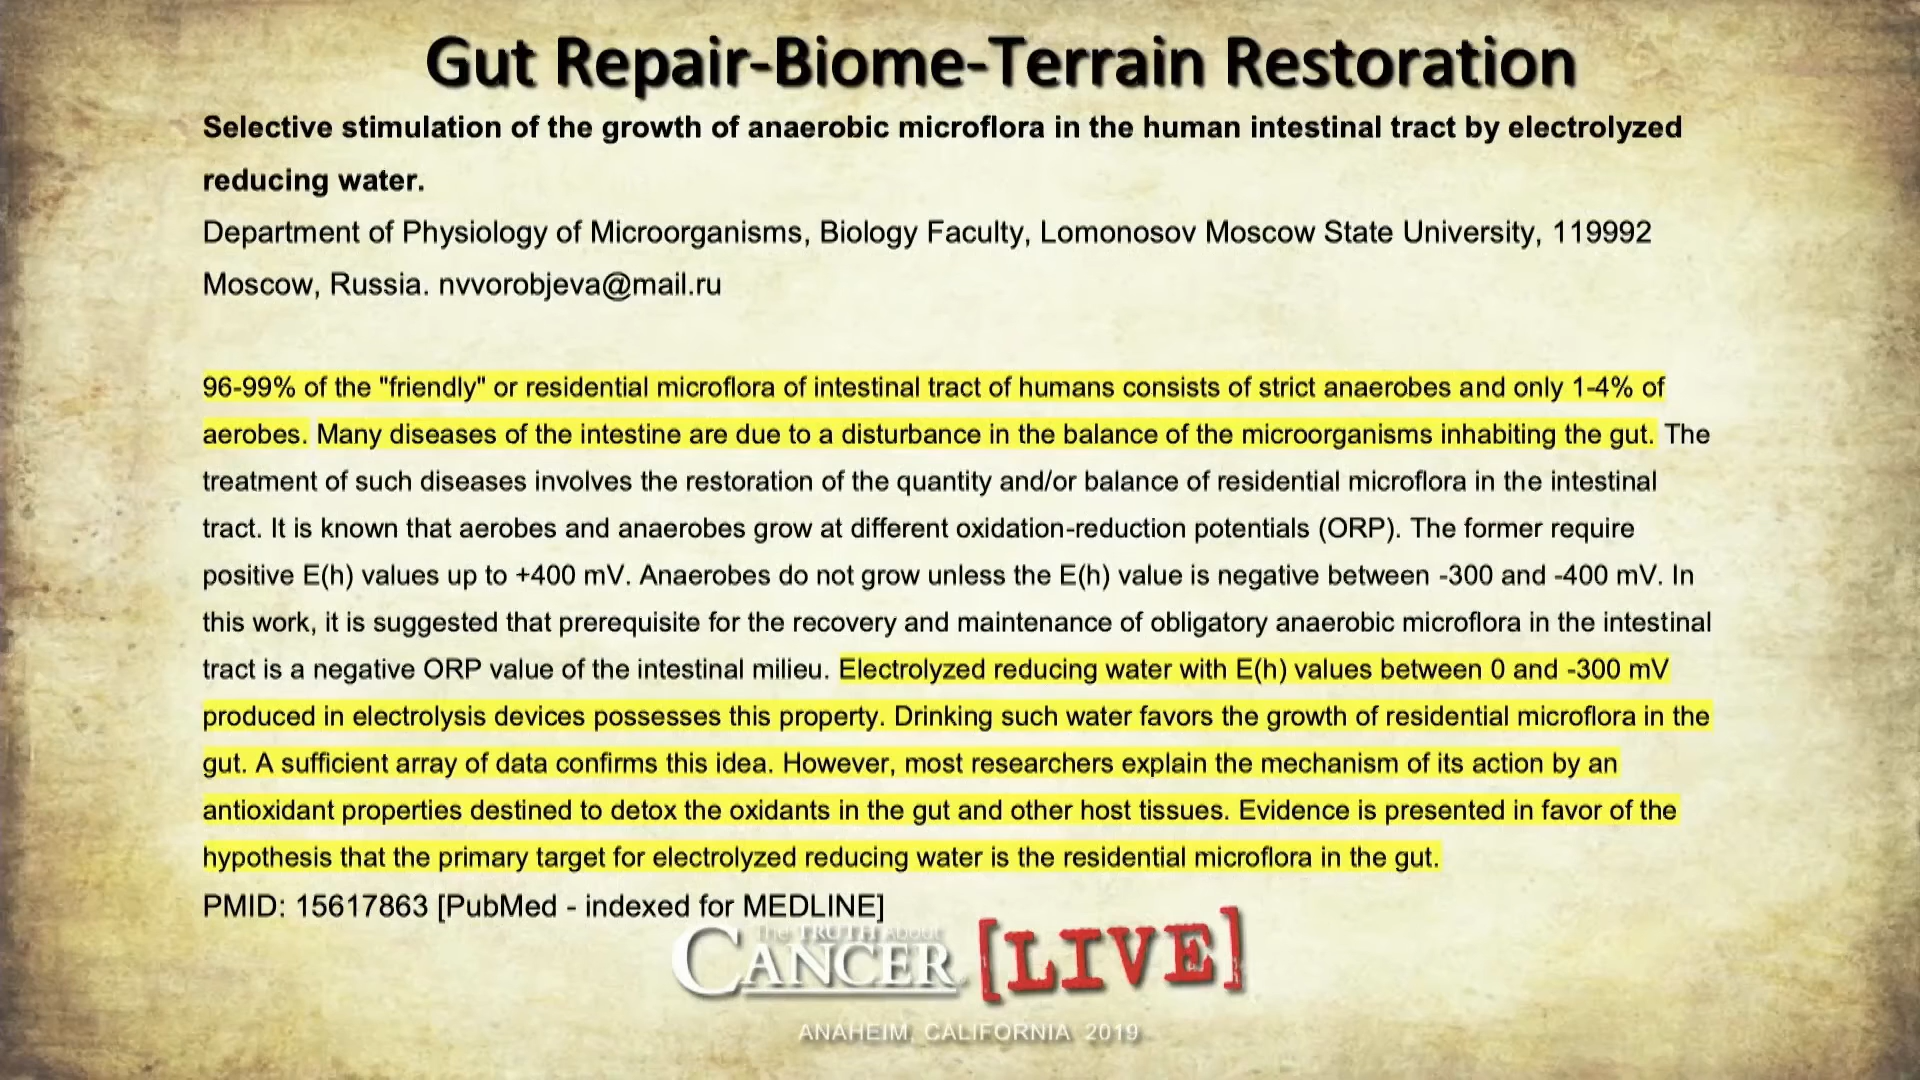 Gut Repair-Biome-Terrain Restoration
Selective stimulation of the growth of anaerobic microflora in the human intestinal tract by electrolyzed
reducing water.
Department of Physiology of Microorganisms, Biology Faculty, Lomonosov Moscow State University, 119992
Moscow, Russia. nvvorobjeva@mail.ru
96-99% of the "friendly" or residential microflora of intestinal tract of humans consists of strict anaerobes and only 1-4% of
aerobes. Many diseases of the intestine are due to a disturbance in the balance of the microorganisms inhabiting the gut. The
treatment of such diseases involves the restoration of the quantity and/or balance of residential microflora in the intestinal
tract. It is known that aerobes and anaerobes grow at different oxidation-reduction potentials (ORP). The former require
positive E(h) values up to +400 mV. Anaerobes do not grow unless the E(h) value is negative between -300 and -400 mV. In
this work, it is suggested that prerequisite for the recovery and maintenance of obligatory anaerobic microflora in the intestinal
tract is a negative ORP value of the intestinal milieu. Electrolyzed reducing water with E(h) values between 0 and -300 mV
produced in electrolysis devices possesses this property. Drinking such water favors the growth of residential microflora in the
gut. A sufficient array of data confirms this idea. However, most researchers explain the mechanism of its action by an
antioxidant properties destined to detox the oxidants in the gut and other host tissues. Evidence is presented in favor of the
hypothesis that the primary target for electrolyzed reducing water is the residential microflora in the gut.
PMID: 15617863 [PubMed - indexed for MEDLINE]
The TRUTH About
CANCER [LIVE]
ANAHEIM, CALIFORNIA 2019